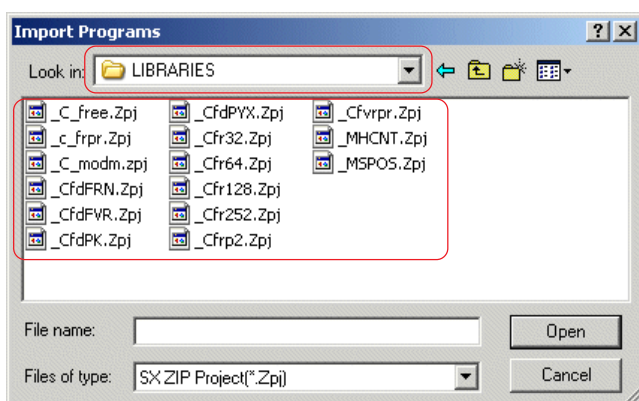 Import Programs
Look in: LIBRARIES
_C_free.Zpj _CfdPYX.Zpj _Cfvrpr.Zpj
_c_frpr.Zpj _Cfr32.Zpj _MHCNT.Zpj
_C_modm.zpj _Cfr64.Zpj _MSPOS.Zpj
_CfdFRN.Zpj _Cfr128.Zpj
_CfdFVR.Zpj _Cfr252.Zpj
_CfdPK.Zpj _Cfrp2.Zpj
File name: Open
Files of type: SX ZIP Project(*.Zpj) Cancel